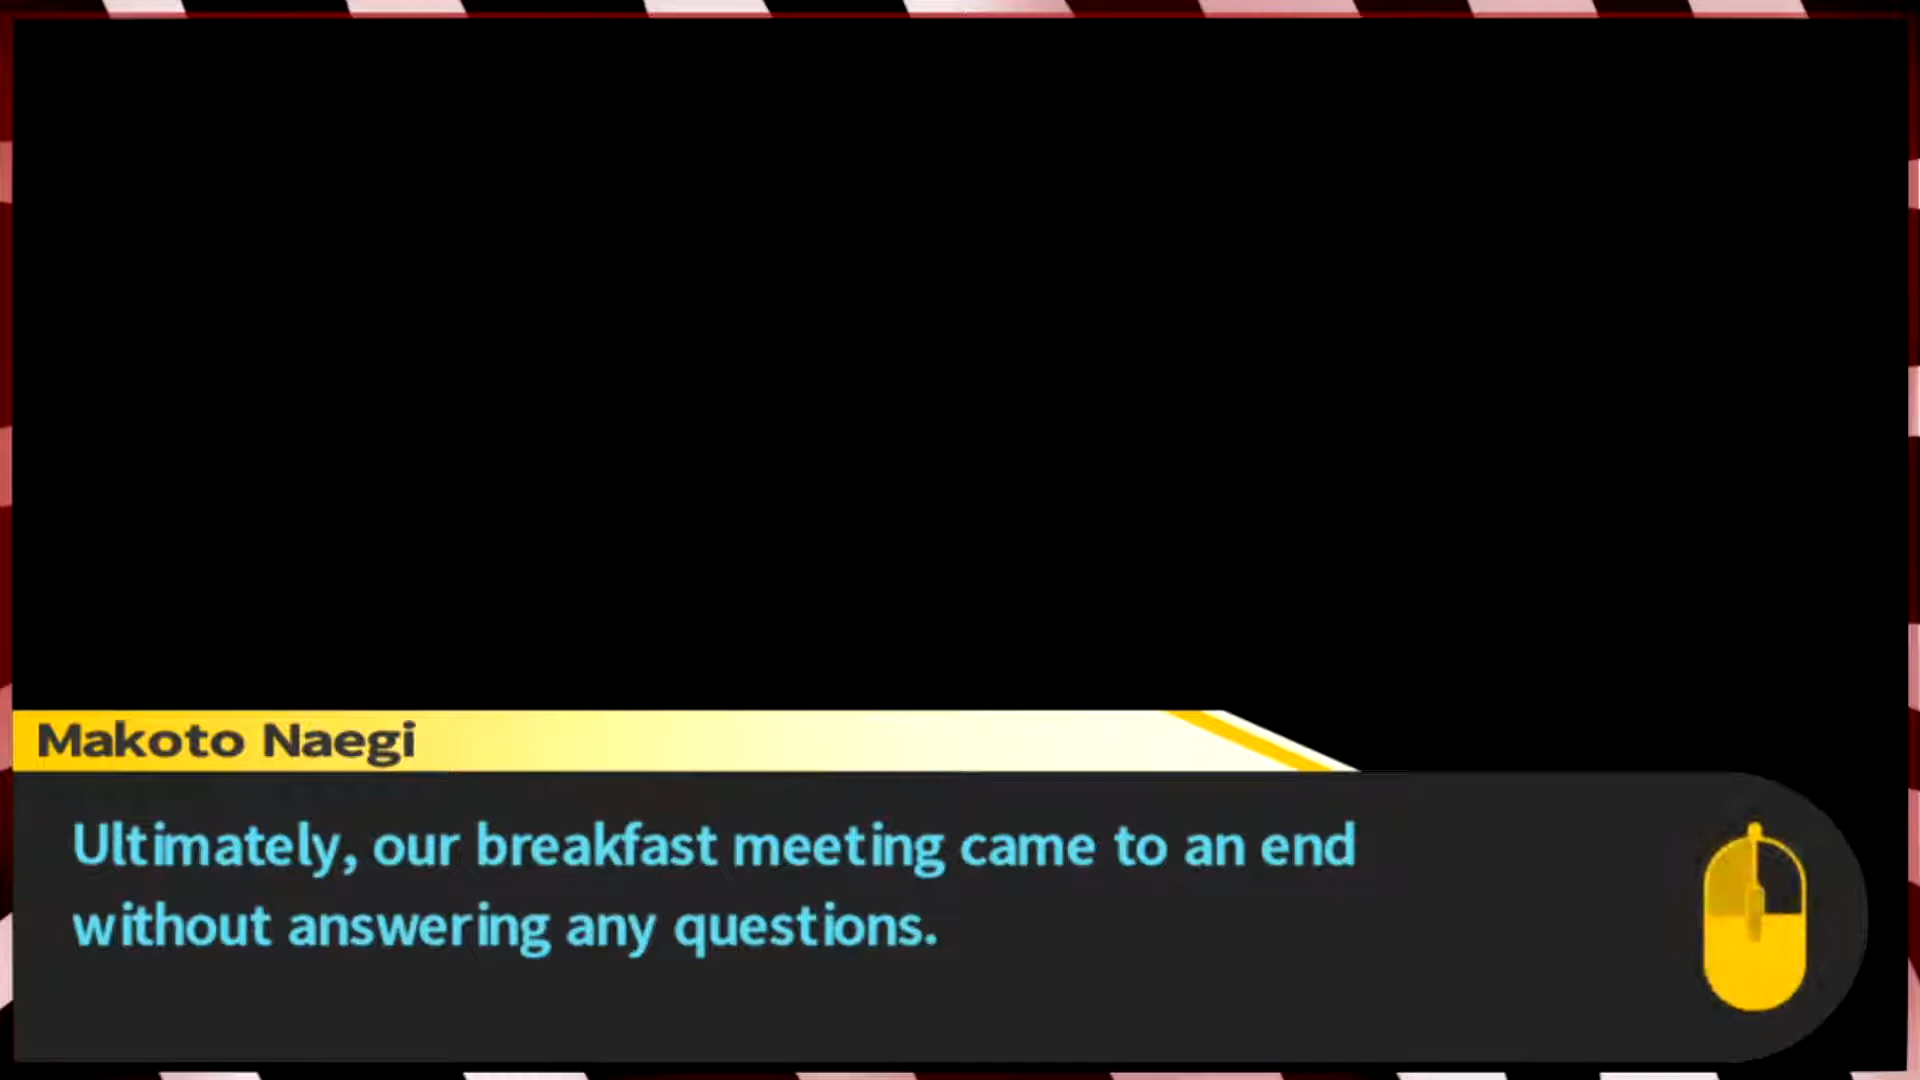 Makoto Naegi
Ultimately, our breakfast meeting came to an end
without answering any questions.